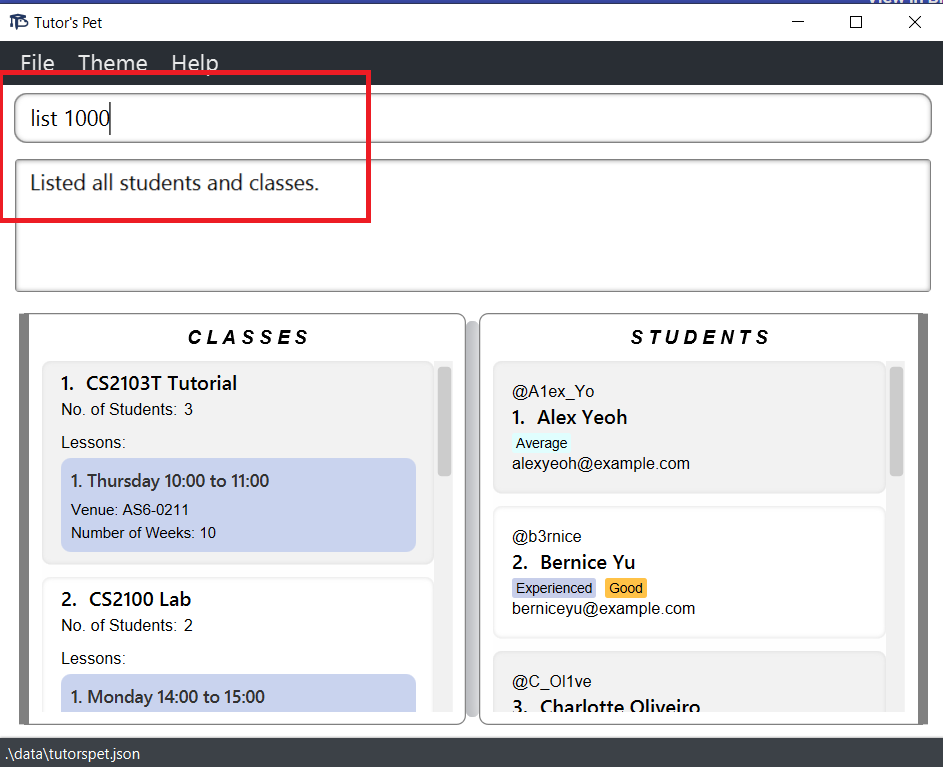 Tutor's Pet
File Theme Help
list 1000
Listed all students and classes.
CLASSES
1. CS2103T Tutorial
No. of Students: 3
Lessons:
1. Thursday 10:00 to 11:00
Venue: AS6-0211
Number of Weeks: 10
2. CS2100 Lab
No. of Students: 2
Lessons:
1. Monday 14:00 to 15:00
STUDENTS
@A1ex_Yo
1. Alex Yeoh
Average
alexyeoh@example.com
@b3rnice
2. Bernice Yu
Experienced Good
berniceyu@example.com
@C_Ol1ve
3. Charlotte Oliveiro
.\data\tutorspet.json